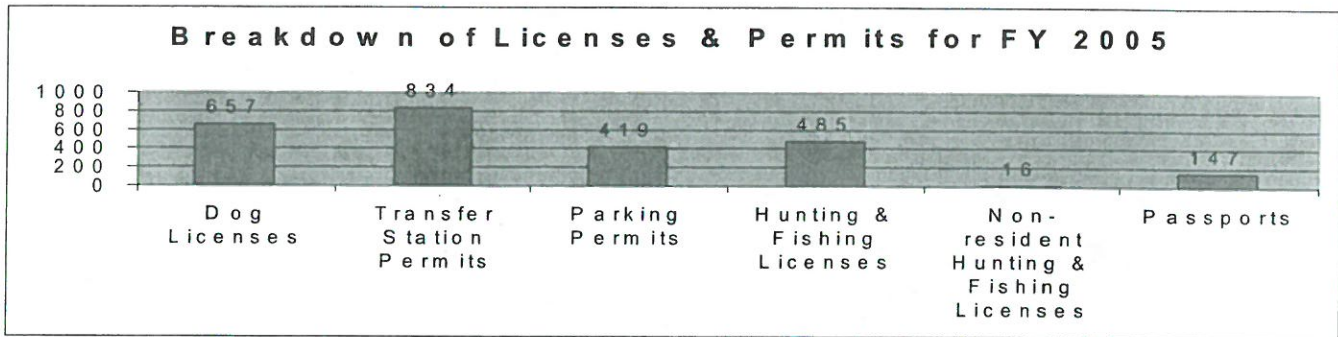 Breakdown of Licenses & Permits for FY 2005
1000
800
600
400
200
0
657
834
419
485
16
147
Dog
Licenses
Transfer
Station
Permits
Parking
Permits
Hunting &
Fishing
Licenses
Non-
resident
Hunting &
Fishing
Licenses
Passports